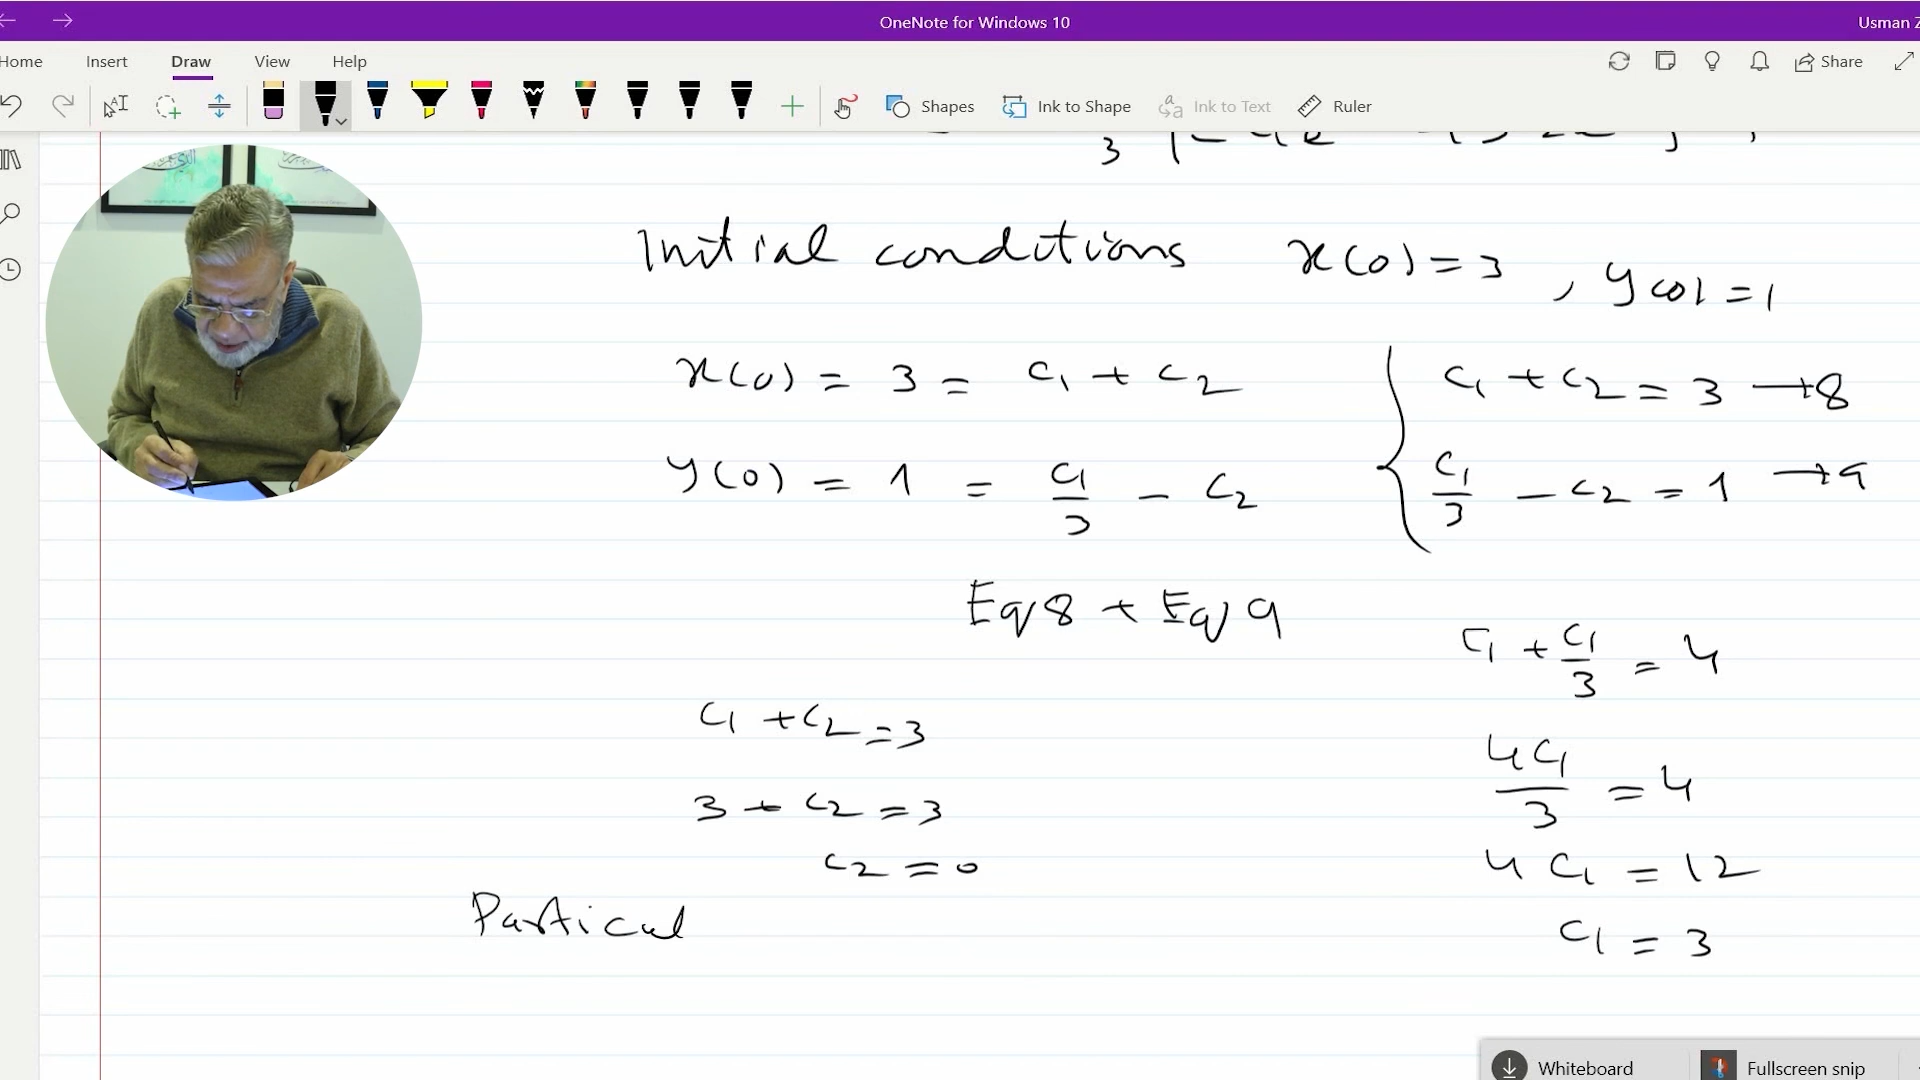 OneNote for Windows 10
Usman Z
Home Insert Draw View Help
Share
Shapes Ink to Shape Ink to Text Ruler
3
Initial conditions x(0) = 3 , y(0) = 1
x(0) = 3 = c1 + c2
c1 + c2 = 3 → 8
y(0) = 1 = c1/3 - c2
c1/3 - c2 = 1 → 9
Eq 8 + Eq 9
c1 + c1/3 = 4
c1 + c2 = 3
4c1/3 = 4
3 + c2 = 3
4 c1 = 12
c2 = 0
c1 = 3
Particul
Whiteboard
Fullscreen snip